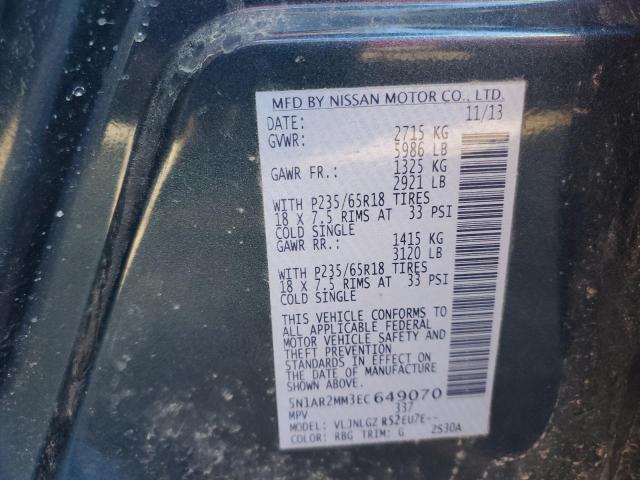 MFD BY NISSAN MOTOR CO., LTD.
DATE: 11/13
GVWR: 2715 KG
5986 LB
GAWR FR.: 1325 KG
2921 LB
WITH P235/65R18 TIRES
18 X 7.5 RIMS AT 33 PSI
COLD SINGLE
GAWR RR.: 1415 KG
3120 LB
WITH P235/65R18 TIRES
18 X 7.5 RIMS AT 33 PSI
COLD SINGLE
THIS VEHICLE CONFORMS TO
ALL APPLICABLE FEDERAL
MOTOR VEHICLE SAFETY AND
THEFT PREVENTION
STANDARDS IN EFFECT ON
THE DATE OF MANUFACTURE
SHOWN ABOVE.
5N1AR2MM3EC649070
MPV 337
MODEL: VLJNLGZ R52EU7E--
COLOR: RBG TRIM: G 2S30A